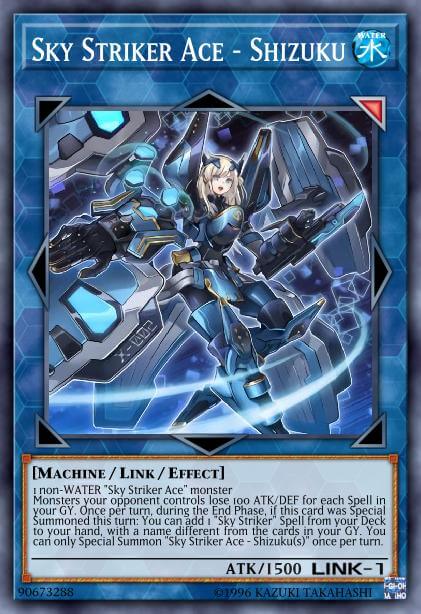 Sky Striker Ace - Shizuku
WATER
水
X-002
[Machine / Link / Effect]
1 non-WATER "Sky Striker Ace" monster
Monsters your opponent controls lose 100 ATK/DEF for each Spell in
your GY. Once per turn, during the End Phase, if this card was Special
Summoned this turn: You can add 1 "Sky Striker" Spell from your Deck
to your hand, with a name different from the cards in your GY. You
can only Special Summon "Sky Striker Ace - Shizuku(s)" once per turn.
ATK/1500 LINK-1
90673288
©1996 KAZUKI TAKAHASHI